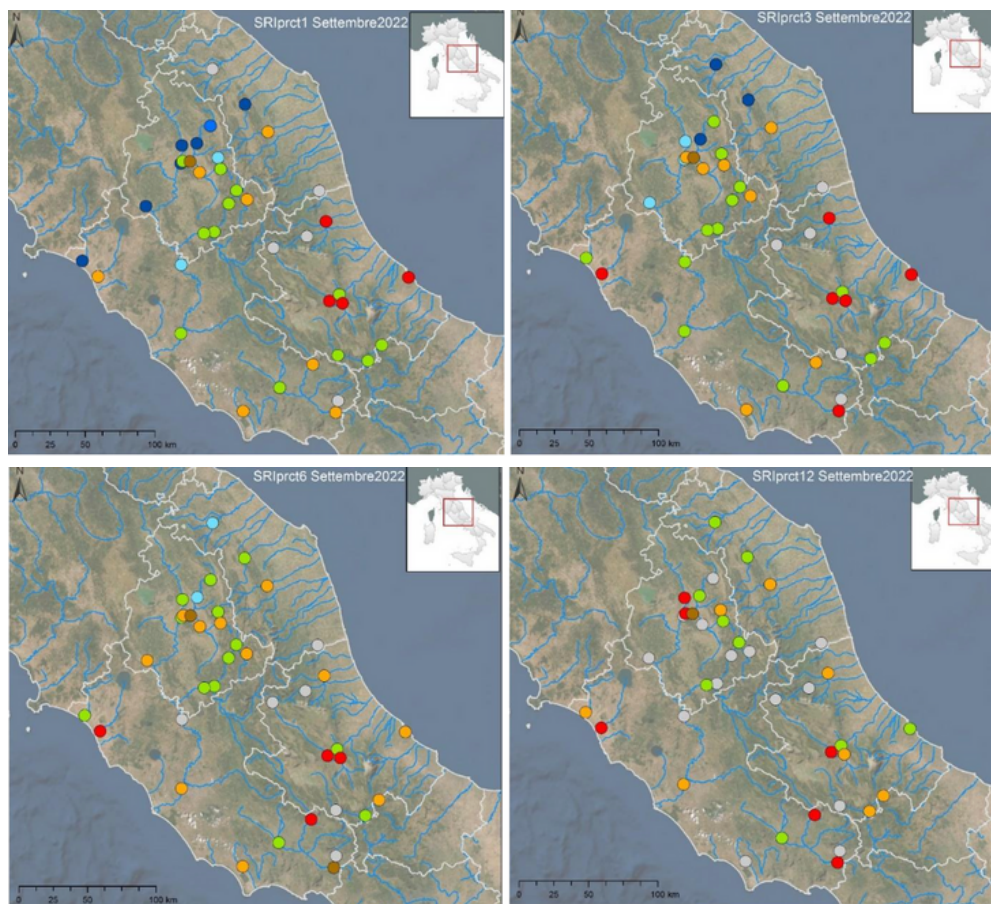 SRIprct1 Settembre2022
N
0 25 50 100 km
SRIprct3 Settembre2022
N
0 25 50 100 km
SRIprct6 Settembre2022
N
0 25 50 100 km
SRIprct12 Settembre2022
N
0 25 50 100 km